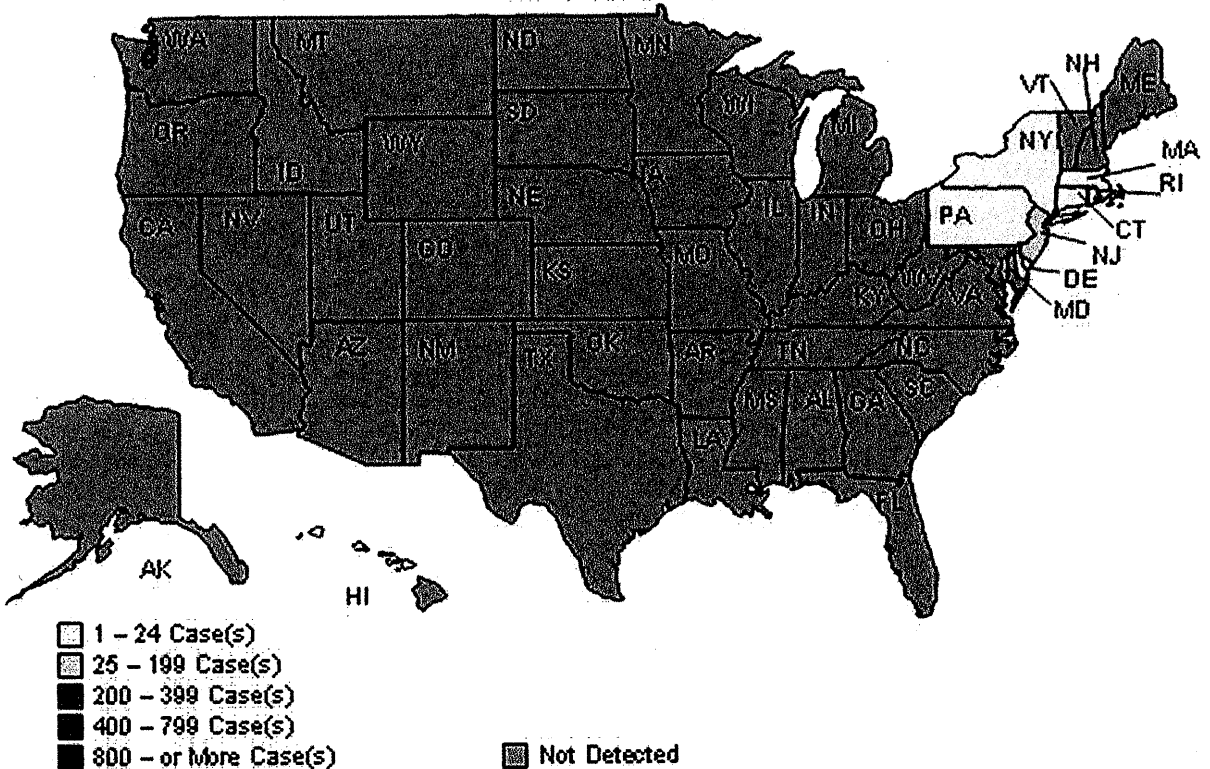 WA
MT
ND
MN
NH
VT
ME
OR
ID
WY
SD
WI
MI
NY
MA
RI
CA
NV
UT
CO
NE
KS
IA
MO
IL
IN
OH
PA
CT
NJ
DE
MD
KY
WV
VA
AZ
NM
TX
OK
AR
TN
NC
SC
MS
AL
GA
LA
FL
AK
HI
1 - 24 Case(s)
25 - 199 Case(s)
200 - 399 Case(s)
400 - 799 Case(s)
800 - or More Case(s)
Not Detected